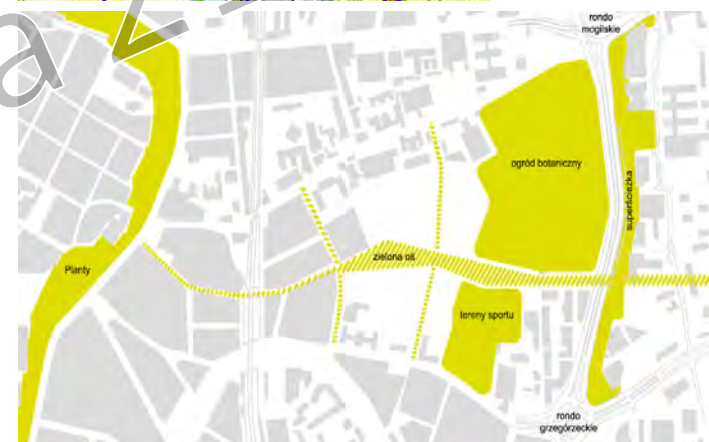 rondo
mogilskie
ogród botaniczny
superścieżka
Planty
zielona oś
tereny sportu
rondo
grzegórzeckie